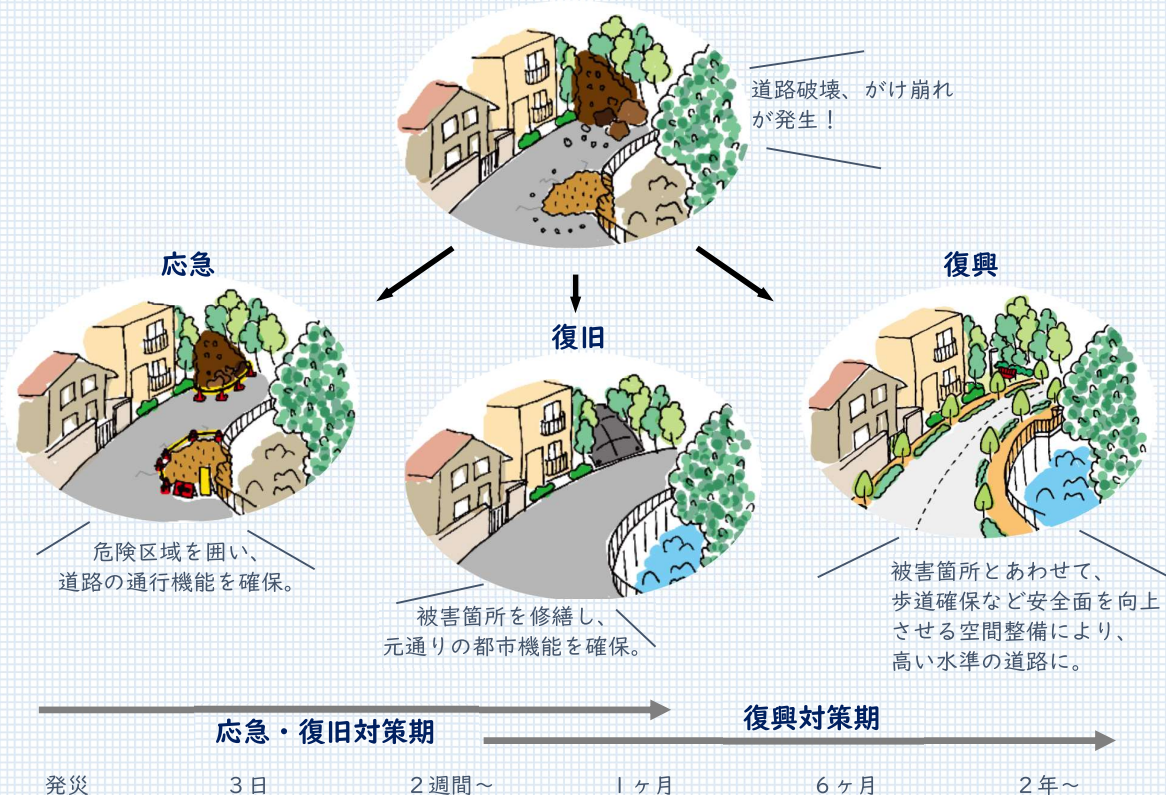 道路破壊、がけ崩れ
が発生！
応急
復旧
復興
危険区域を囲い、
道路の通行機能を確保。
被害箇所を修繕し、
元通りの都市機能を確保。
被害箇所とあわせて、
歩道確保など安全面を向上
させる空間整備により、
高い水準の道路に。
応急・復旧対策期
復興対策期
発災 3日 2週間～ 1ヶ月 6ヶ月 2年～